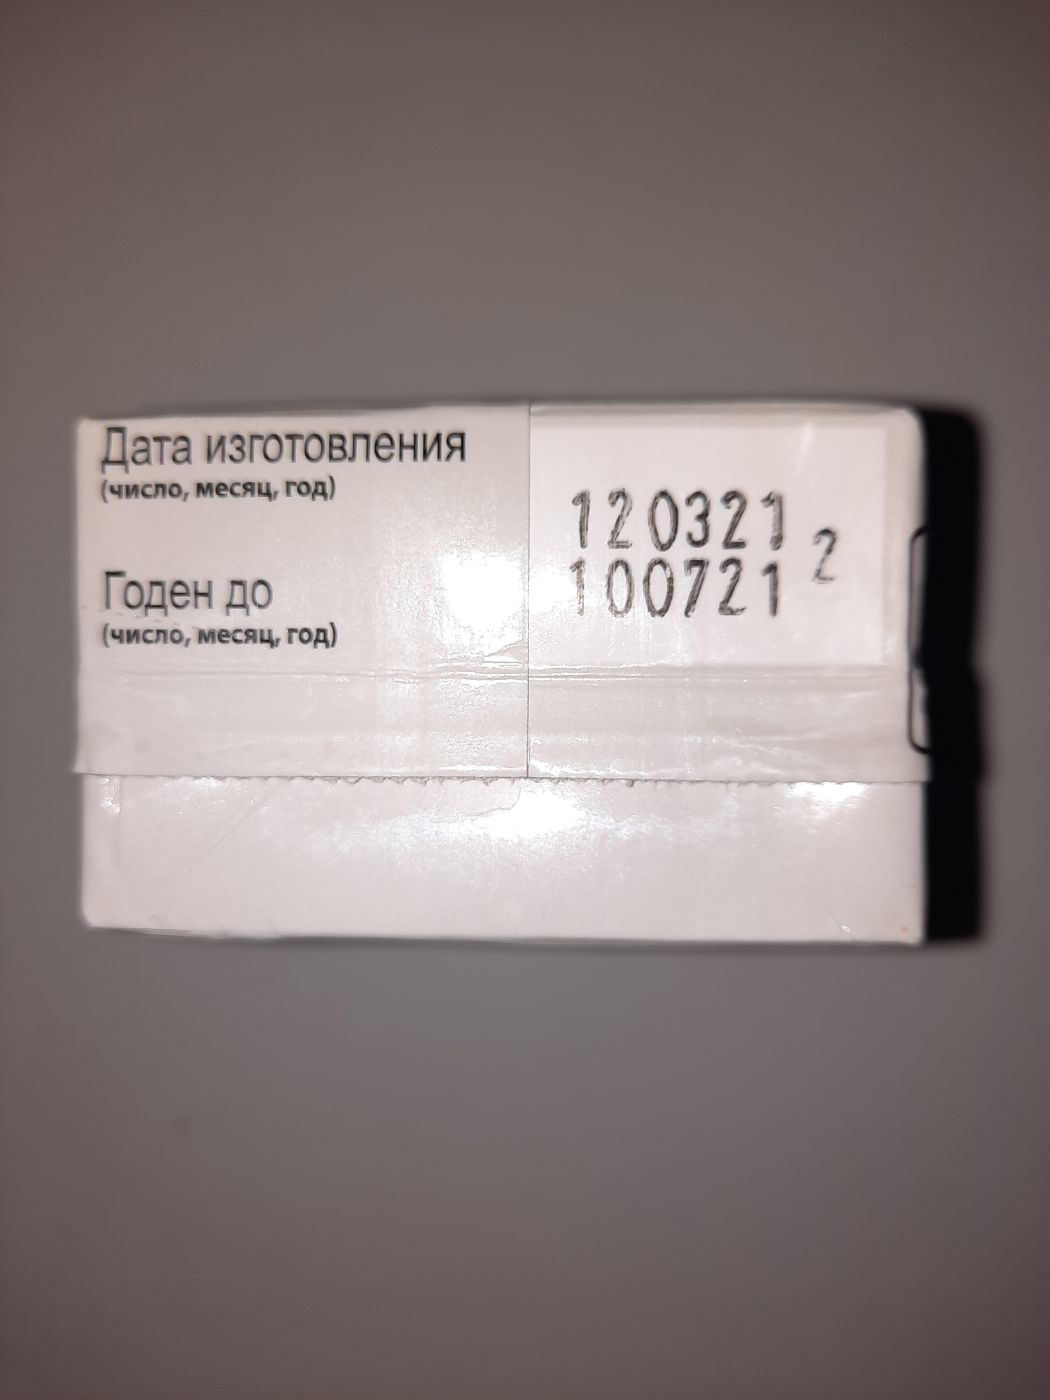 Дата изготовления
(число, месяц, год)
120321
2
Годен до
100721
(число, месяц, год)